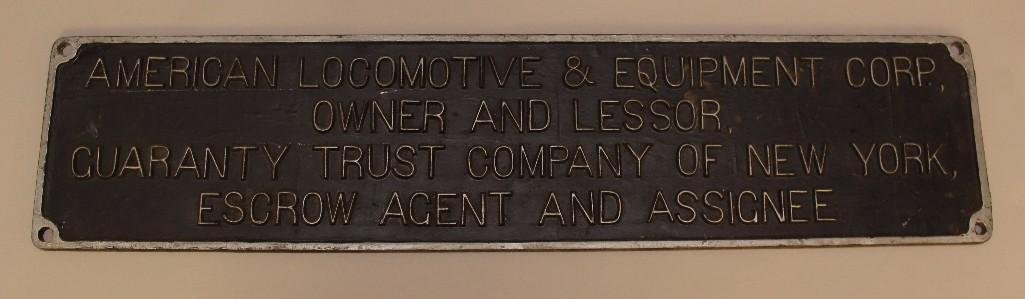 AMERICAN LOCOMOTIVE & EQUIPMENT CORP.,
OWNER AND LESSOR,
GUARANTY TRUST COMPANY OF NEW YORK,
ESCROW AGENT AND ASSIGNEE